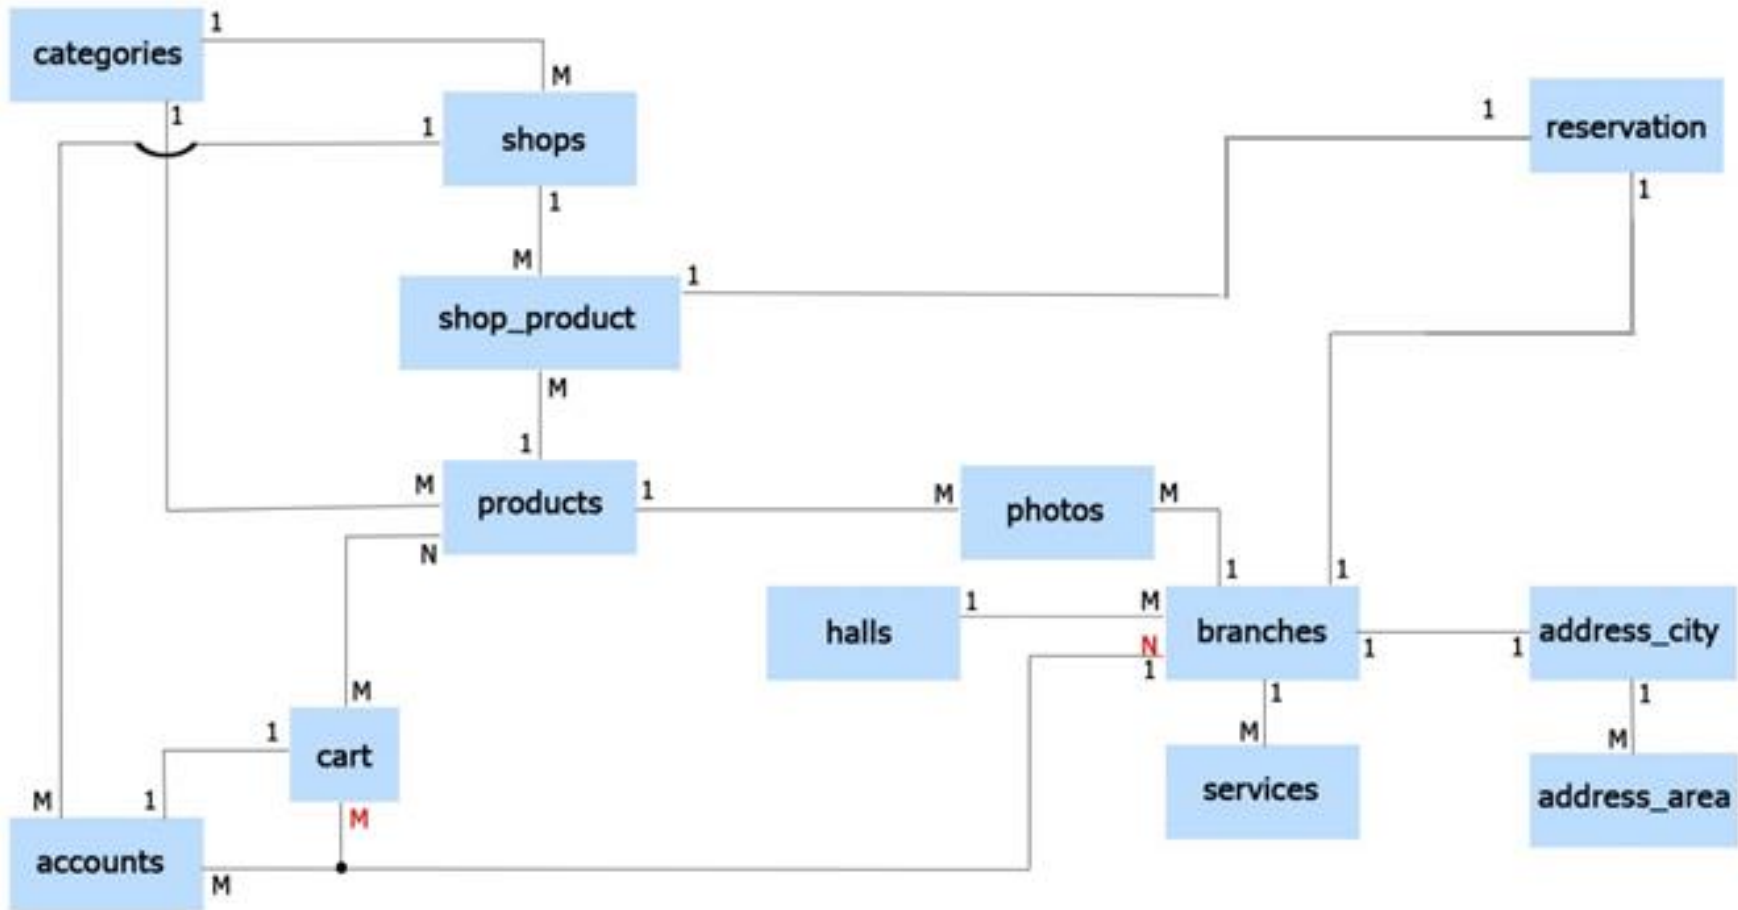 categories
1
M
1
1
shops
1
reservation
1
1
M
1
shop_product
M
1
M
products
1
M
photos
M
N
1
1
halls
1
M
branches
N
1
1
1
address_city
1
M
1
M
M
1
cart
services
address_area
M
1
M
accounts
M